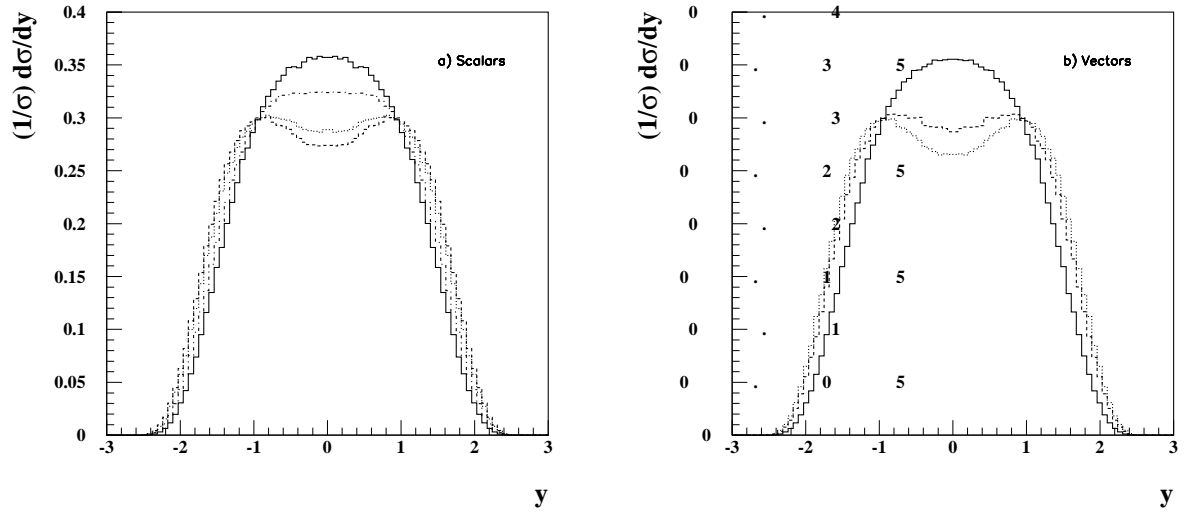 (1/σ) dσ/dy
0.4
0.35
0.3
0.25
0.2
0.15
0.1
0.05
0
a) Scalars
-3 -2 -1 0 1 2 3
y
(1/σ) dσ/dy
0 . 4
0 . 3 5
0 . 3
0 . 2 5
0 . 2
0 . 1 5
0 . 1
0 . 0 5
0
b) Vectors
-3 -2 -1 0 1 2 3
y